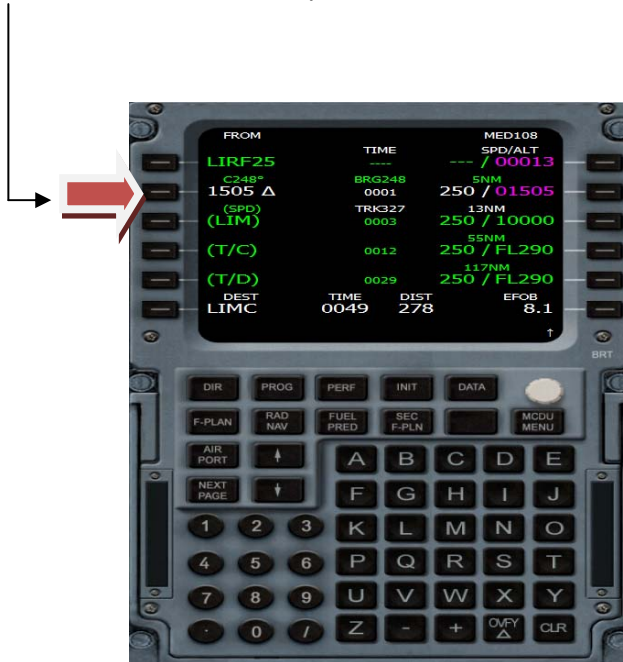 FROM MED108
TIME SPD/ALT
LIRF25 ---- --- / 00013
C248° BRG248 5NM
1505 Δ 0001 250 / 01505
(SPD) TRK327 13NM
(LIM) 0003 250 / 10000
55NM
(T/C) 0012 250 / FL290
117NM
(T/D) 0029 250 / FL290
DEST TIME DIST EFOB
LIMC 0049 278 8.1
↑
BRT
DIR PROG PERF INIT DATA
F-PLAN RAD NAV FUEL PRED SEC F-PLN MCDU MENU
AIR PORT
NEXT PAGE
A B C D E
F G H I J
1 2 3 K L M N O
4 5 6 P Q R S T
7 8 9 U V W X Y
. 0 / Z - + OVFY Δ CLR